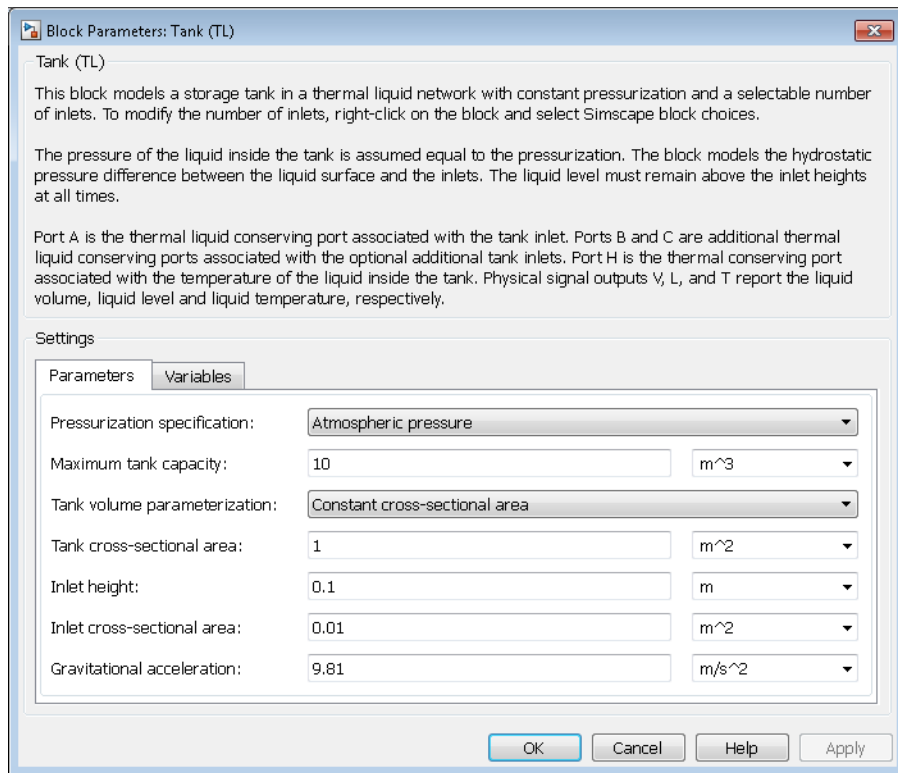 Block Parameters: Tank (TL)
Tank (TL)
This block models a storage tank in a thermal liquid network with constant pressurization and a selectable number
of inlets. To modify the number of inlets, right-click on the block and select Simscape block choices.
The pressure of the liquid inside the tank is assumed equal to the pressurization. The block models the hydrostatic
pressure difference between the liquid surface and the inlets. The liquid level must remain above the inlet heights
at all times.
Port A is the thermal liquid conserving port associated with the tank inlet. Ports B and C are additional thermal
liquid conserving ports associated with the optional additional tank inlets. Port H is the thermal conserving port
associated with the temperature of the liquid inside the tank. Physical signal outputs V, L, and T report the liquid
volume, liquid level and liquid temperature, respectively.
Settings
Parameters Variables
Pressurization specification: Atmospheric pressure
Maximum tank capacity: 10 m^3
Tank volume parameterization: Constant cross-sectional area
Tank cross-sectional area: 1 m^2
Inlet height: 0.1 m
Inlet cross-sectional area: 0.01 m^2
Gravitational acceleration: 9.81 m/s^2
OK Cancel Help Apply